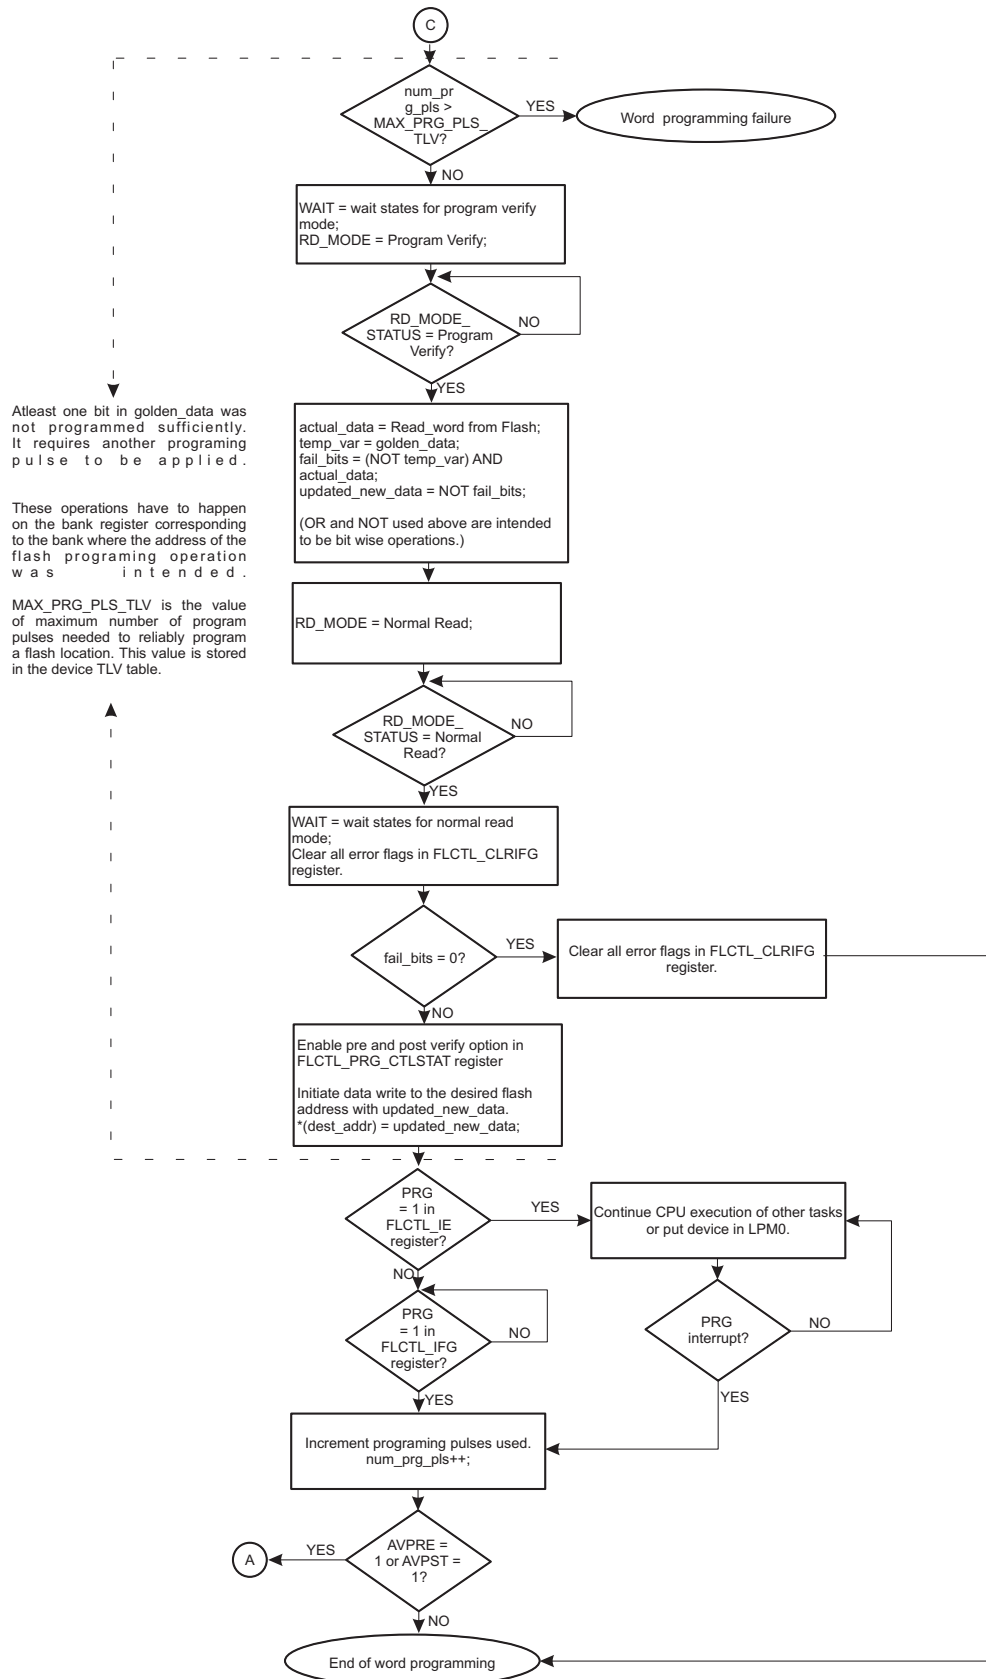 C
num_pr
g_pls >
MAX_PRG_PLS_
TLV?
YES
Word programming failure
NO
WAIT = wait states for program verify
mode;
RD_MODE = Program Verify;
RD_MODE_
STATUS = Program
Verify?
NO
YES
Atleast one bit in golden_data was
not programmed sufficiently.
It requires another programing
pulse to be applied.
These operations have to happen
on the bank register corresponding
to the bank where the address of the
flash programing operation
was intended.
MAX_PRG_PLS_TLV is the value
of maximum number of program
pulses needed to reliably program
a flash location. This value is stored
in the device TLV table.
actual_data = Read_word from Flash;
temp_var = golden_data;
fail_bits = (NOT temp_var) AND
actual_data;
updated_new_data = NOT fail_bits;
(OR and NOT used above are intended
to be bit wise operations.)
RD_MODE = Normal Read;
RD_MODE_
STATUS = Normal
Read?
NO
YES
WAIT = wait states for normal read
mode;
Clear all error flags in FLCTL_CLRIFG
register.
fail_bits = 0?
YES
Clear all error flags in FLCTL_CLRIFG
register.
NO
Enable pre and post verify option in
FLCTL_PRG_CTLSTAT register
Initiate data write to the desired flash
address with updated_new_data.
*(dest_addr) = updated_new_data;
PRG
= 1 in
FLCTL_IE
register?
YES
Continue CPU execution of other tasks
or put device in LPM0.
NO
PRG
= 1 in
FLCTL_IFG
register?
NO
PRG
interrupt?
NO
YES
YES
Increment programing pulses used.
num_prg_pls++;
AVPRE =
1 or AVPST =
1?
YES
A
NO
End of word programming